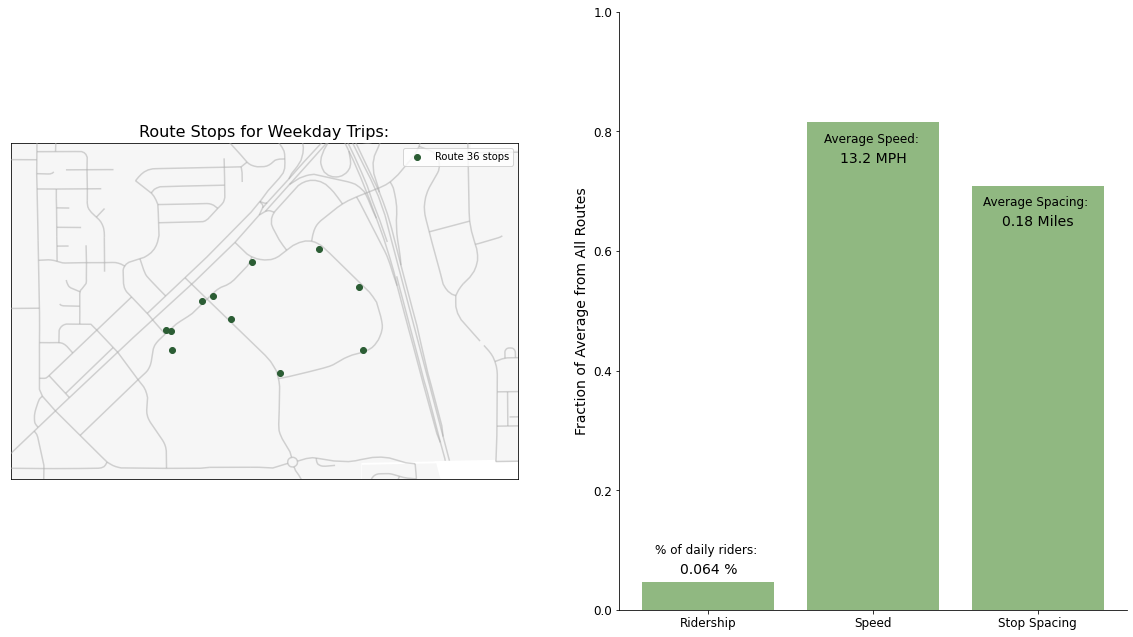 Route Stops for Weekday Trips:
Route 36 stops
Fraction of Average from All Routes
1.0
0.8
0.6
0.4
0.2
0.0
% of daily riders:
0.064 %
Average Speed:
13.2 MPH
Average Spacing:
0.18 Miles
Ridership
Speed
Stop Spacing